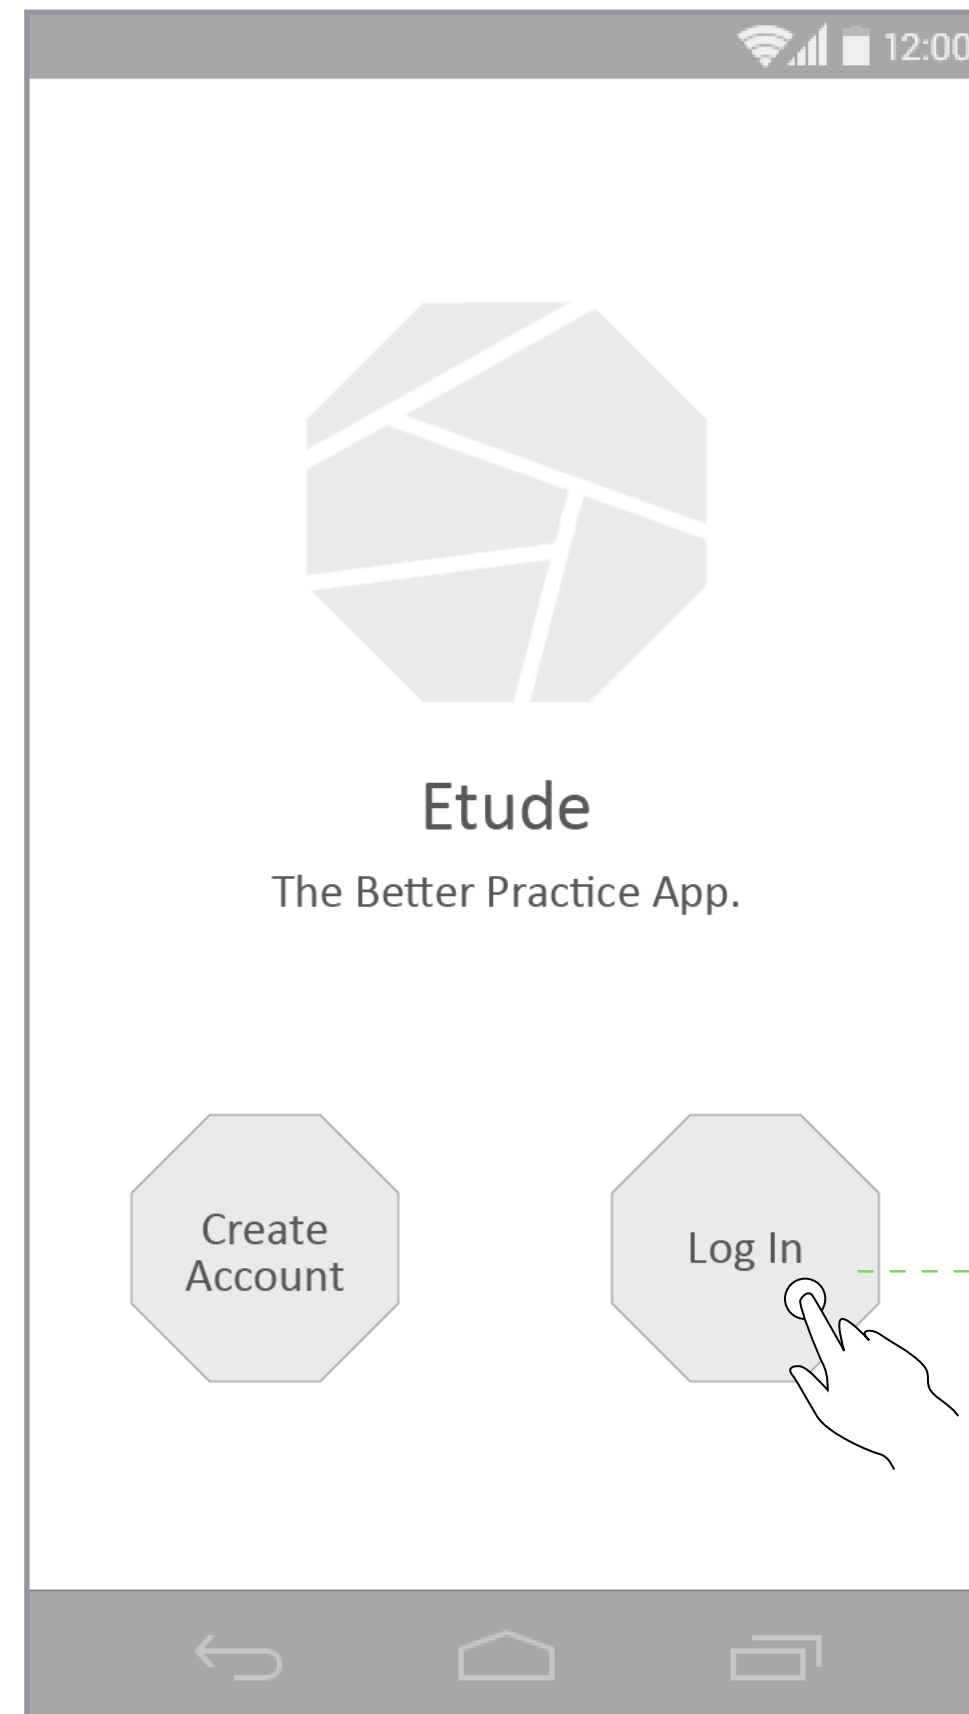 12:00
Etude
The Better Practice App.
Create
Account
Log In